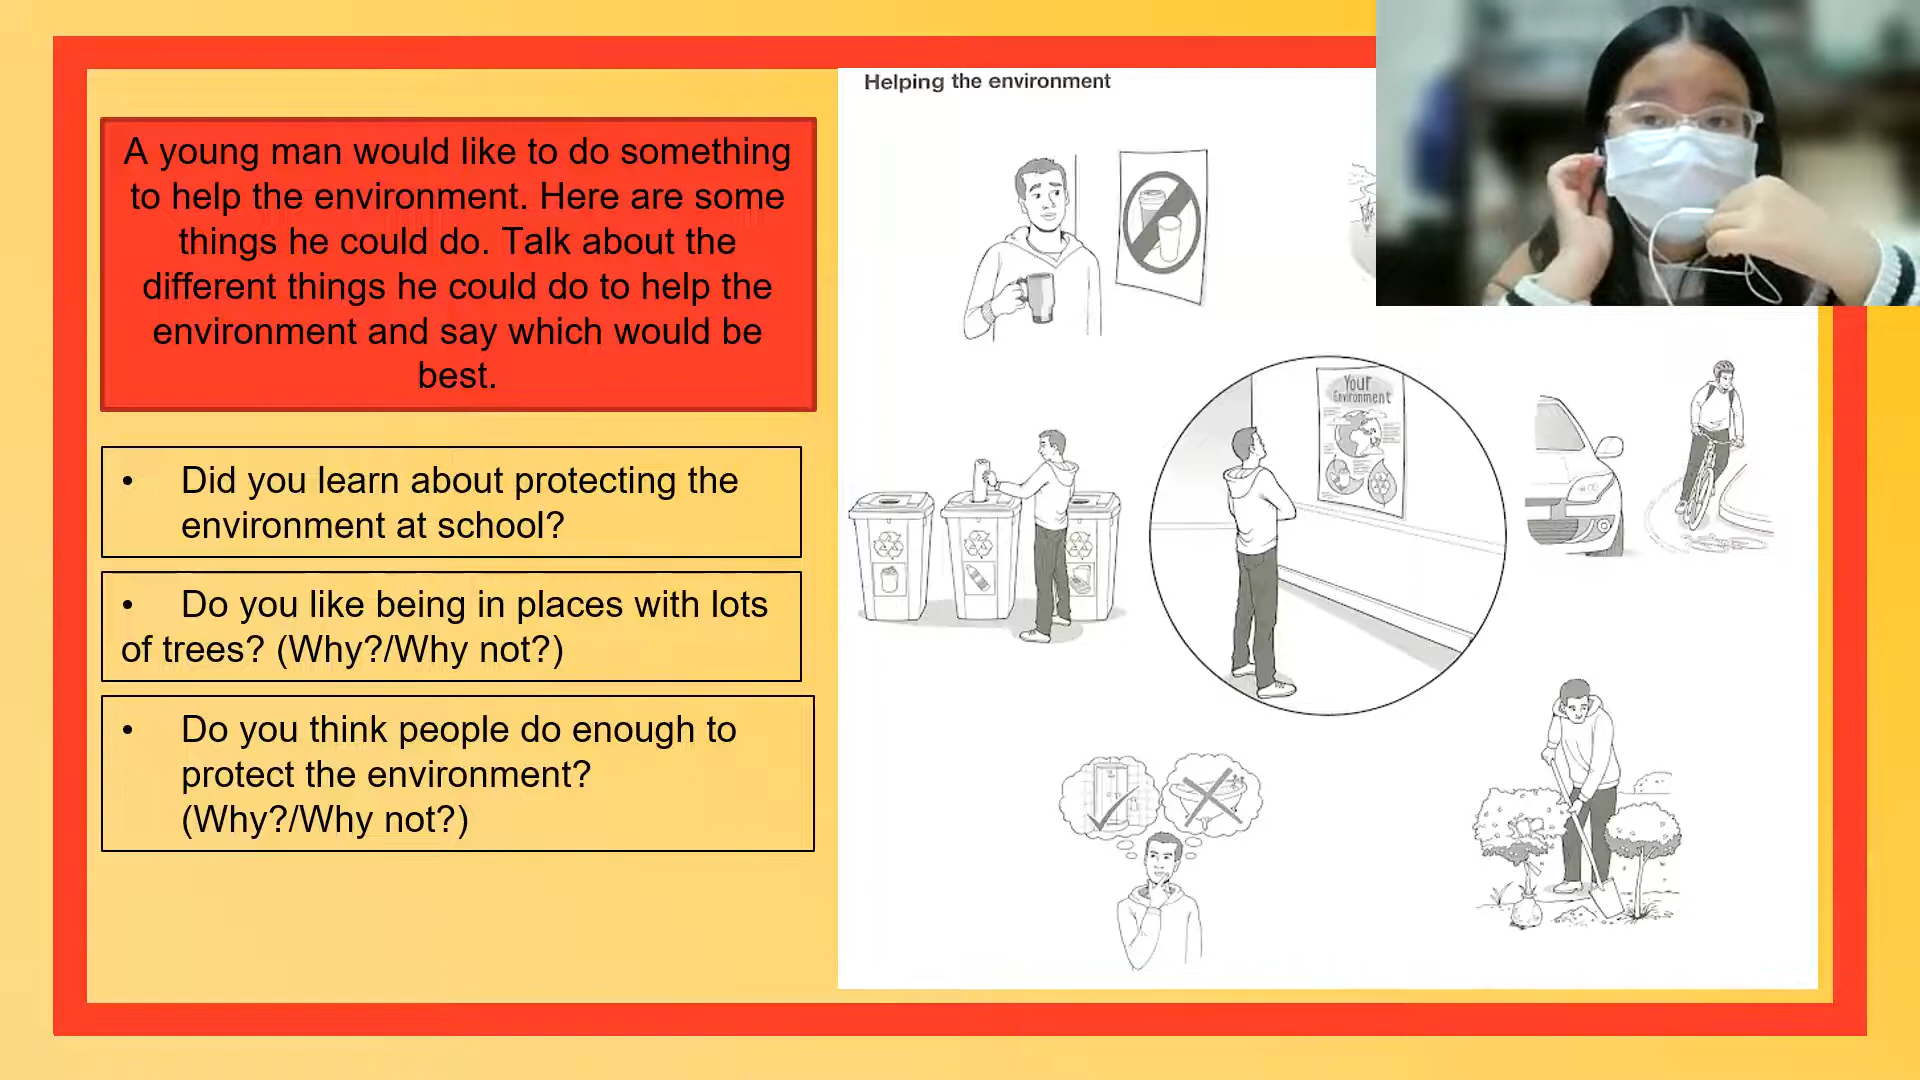 Helping the environment
A young man would like to do something
to help the environment. Here are some
things he could do. Talk about the
different things he could do to help the
environment and say which would be
best.
• Did you learn about protecting the
environment at school?
• Do you like being in places with lots
of trees? (Why?/Why not?)
• Do you think people do enough to
protect the environment?
(Why?/Why not?)
Your
Environment